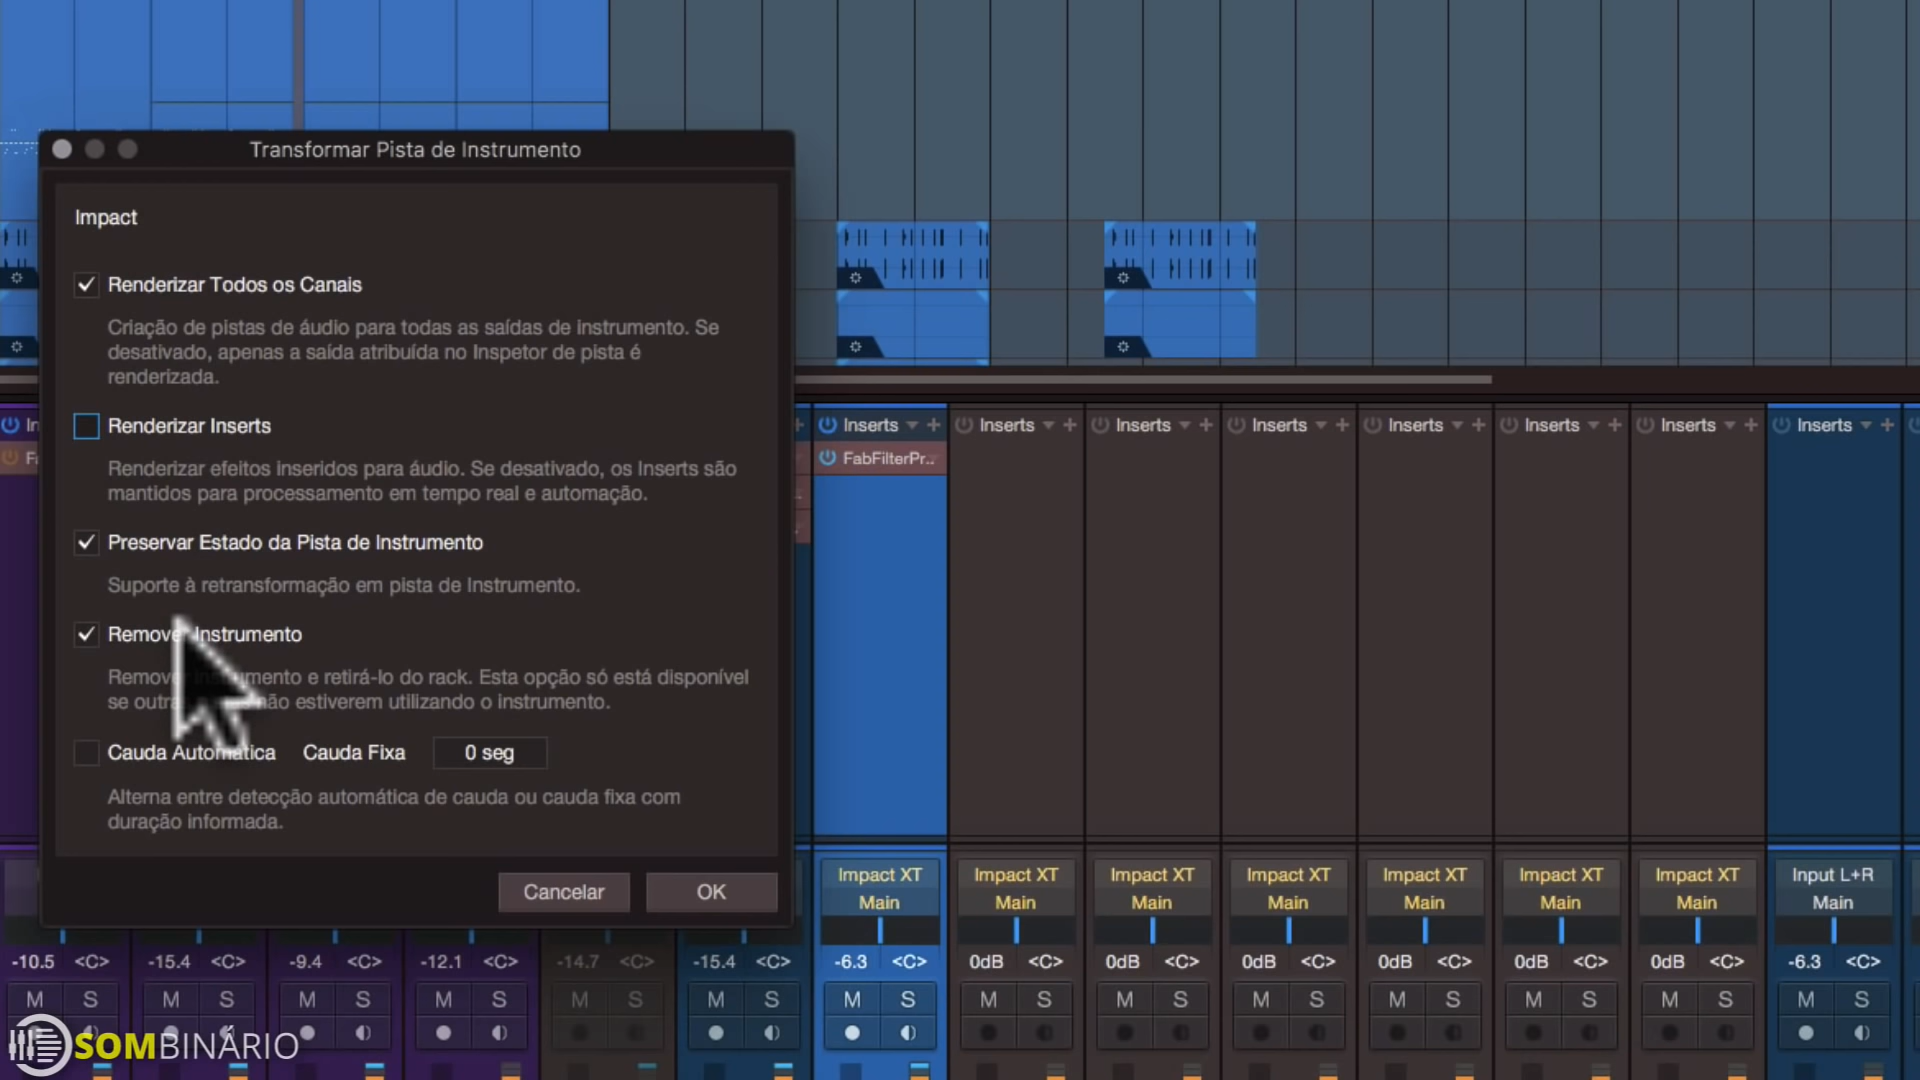 Transformar Pista de Instrumento
Impact
Renderizar Todos os Canais
Criação de pistas de áudio para todas as saídas de instrumento. Se
desativado, apenas a saída atribuída no Inspetor de pista é
renderizada.
Renderizar Inserts
Renderizar efeitos inseridos para áudio. Se desativado, os Inserts são
mantidos para processamento em tempo real e automação.
Preservar Estado da Pista de Instrumento
Suporte à retransformação em pista de Instrumento.
Remover Instrumento
Remover instrumento e retirá-lo do rack. Esta opção só está disponível
se não estiverem utilizando o instrumento.
Cauda Automática Cauda Fixa 0 seg
Alterna entre detecção automática de cauda ou cauda fixa com
duração informada.
Cancelar OK
Inserts Inserts Inserts Inserts Inserts Inserts Inserts Inserts
FabFilterPr..
Impact XT Impact XT Impact XT Impact XT Impact XT Impact XT Impact XT Input L+R
Main Main Main Main Main Main Main Main
-10.5 <C> -15.4 <C> -9.4 <C> -12.1 <C> -14.7 <C> -15.4 <C> -6.3 <C> 0dB <C> 0dB <C> 0dB <C> 0dB <C> 0dB <C> 0dB <C> -6.3 <C>
M S M S M S M S M S M S M S M S M S M S M S M S M S M S
SOMBINÁRIO